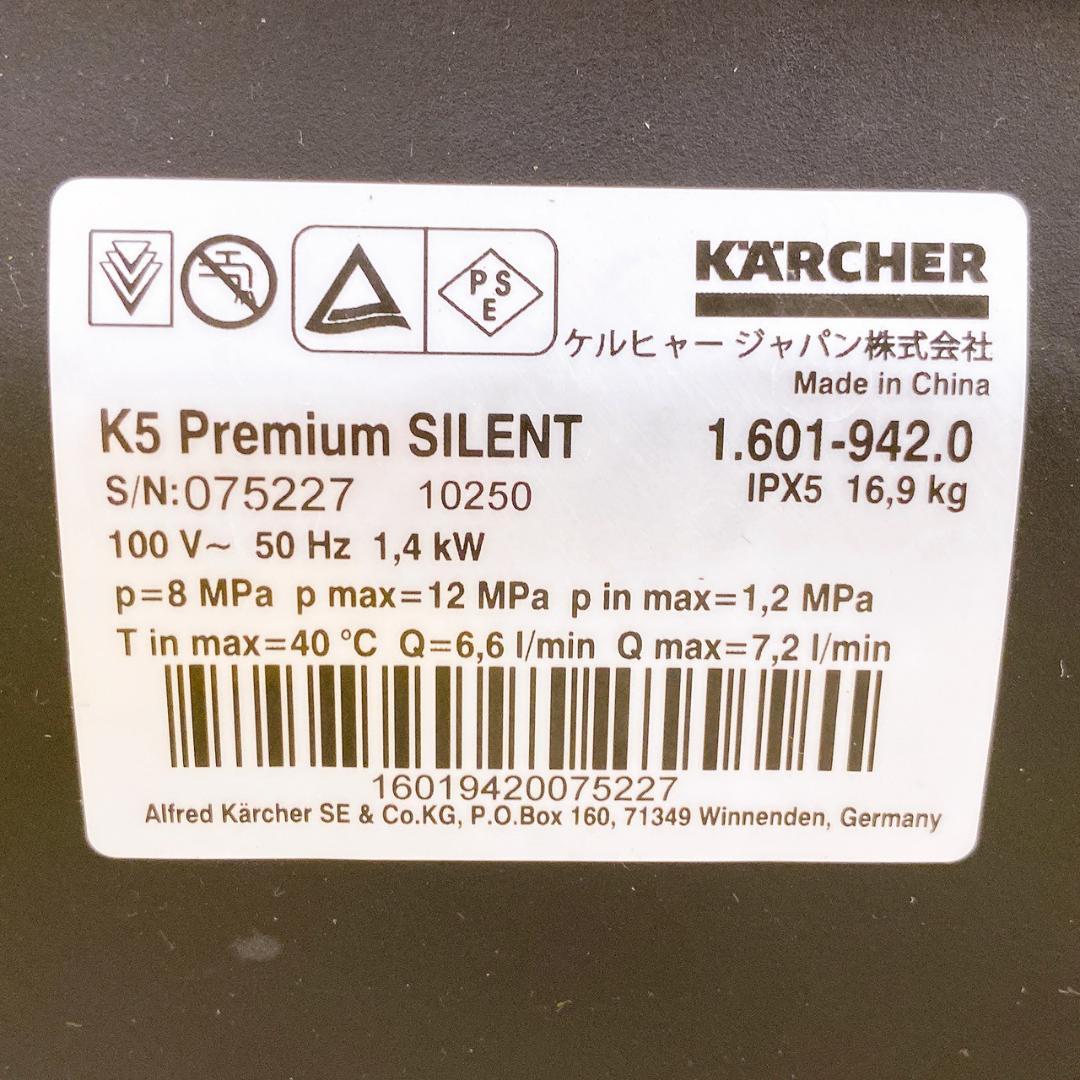 KÄRCHER
PSE
ケルヒャー ジャパン株式会社
Made in China
K5 Premium SILENT 1.601-942.0
S/N:075227 10250 IPX5 16,9 kg
100 V~ 50 Hz 1,4 kW
p=8 MPa p max=12 MPa p in max=1,2 MPa
T in max=40 °C Q=6,6 l/min Q max=7,2 l/min
16019420075227
Alfred Kärcher SE & Co.KG, P.O.Box 160, 71349 Winnenden, Germany